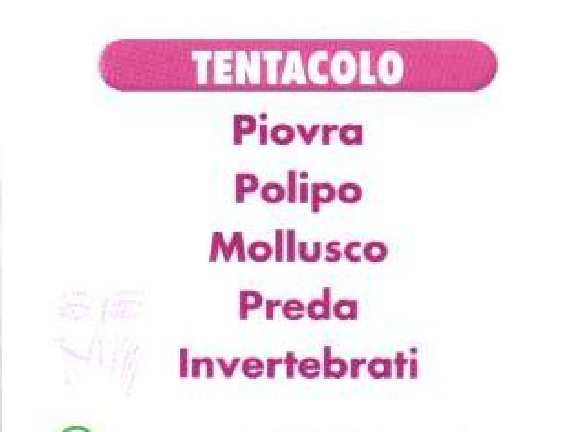 TENTACOLO
Piovra
Polipo
Mollusco
Preda
Invertebrati